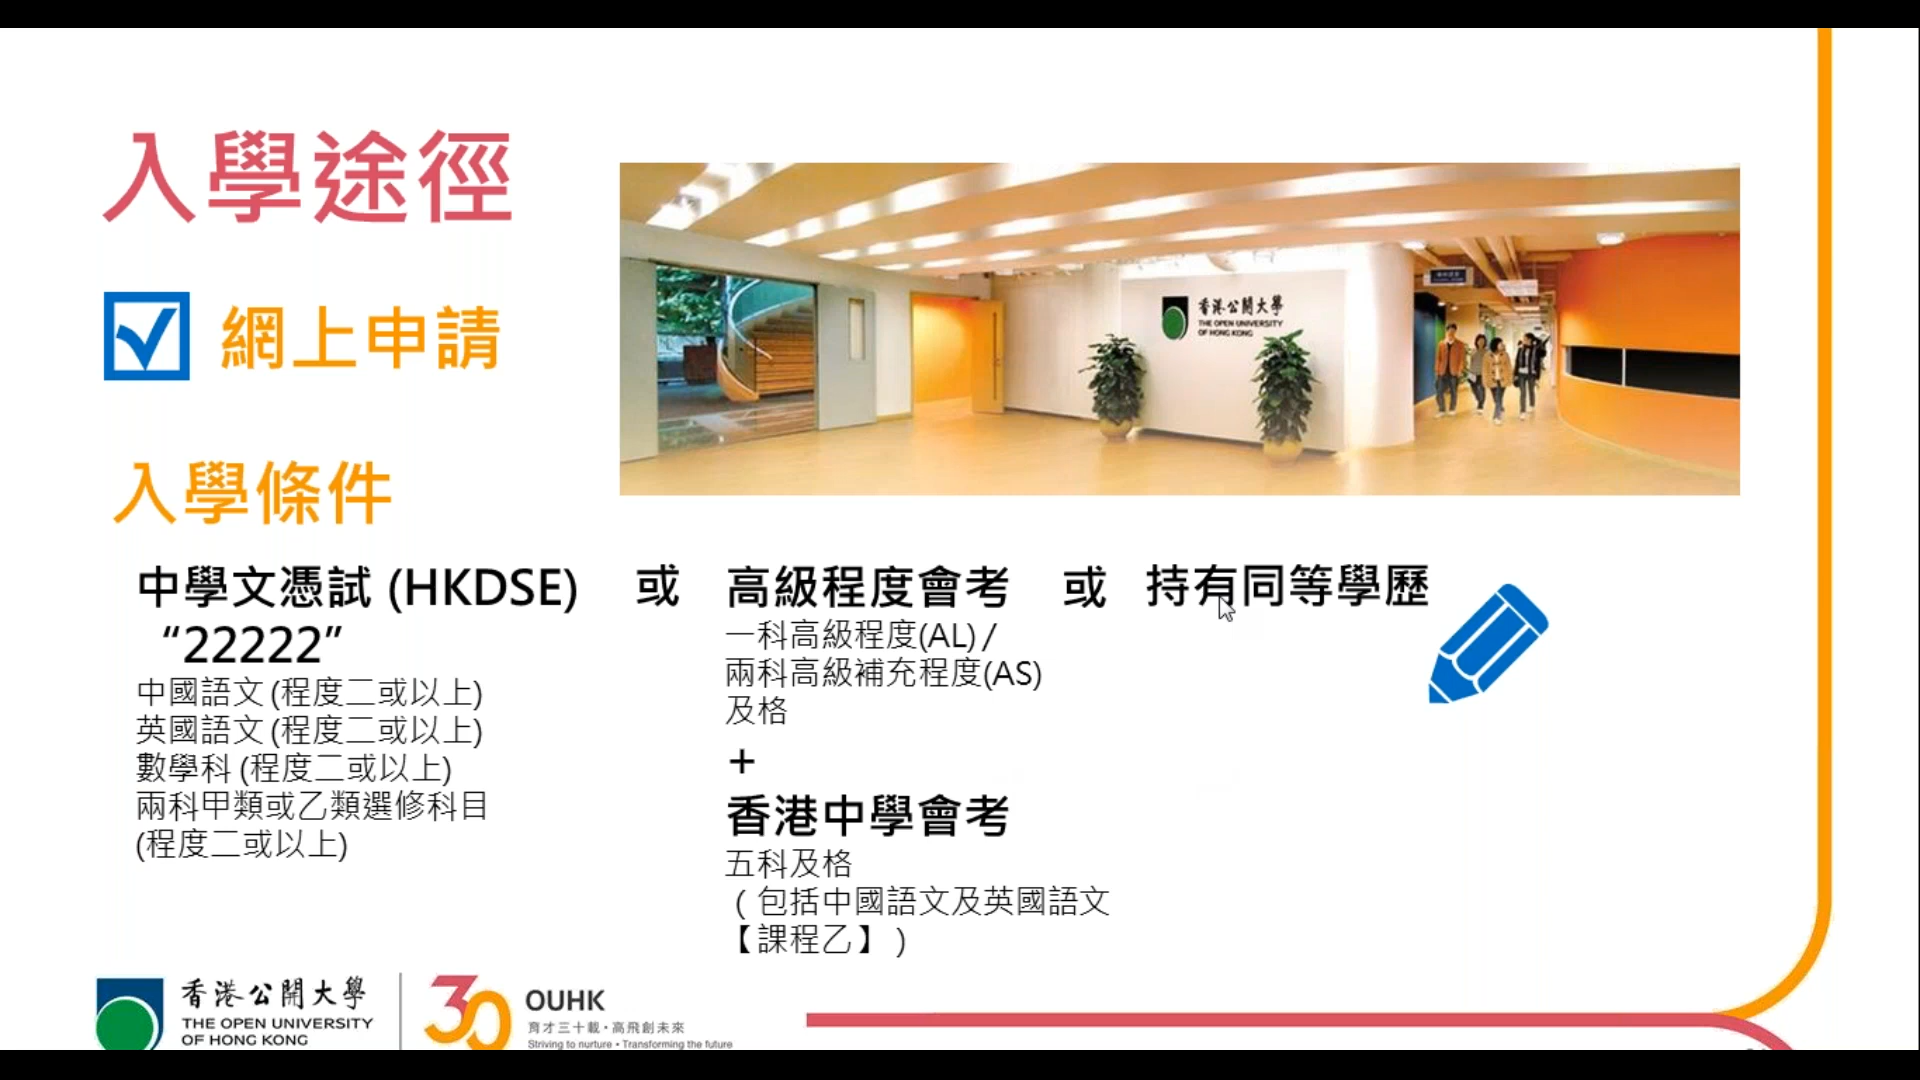 入學途徑
網上申請
香港公開大學
THE OPEN UNIVERSITY
OF HONG KONG
入學條件
中學文憑試 (HKDSE)
“22222”
中國語文 (程度二或以上)
英國語文 (程度二或以上)
數學科 (程度二或以上)
兩科甲類或乙類選修科目
(程度二或以上)
或
高級程度會考
一科高級程度(AL) /
兩科高級補充程度(AS)
及格
+
香港中學會考
五科及格
（包括中國語文及英國語文
【課程乙】）
或
持有同等學歷
香港公開大學
THE OPEN UNIVERSITY
OF HONG KONG
30
OUHK
育才三十載・高飛創未來
Striving to nurture • Transforming the future